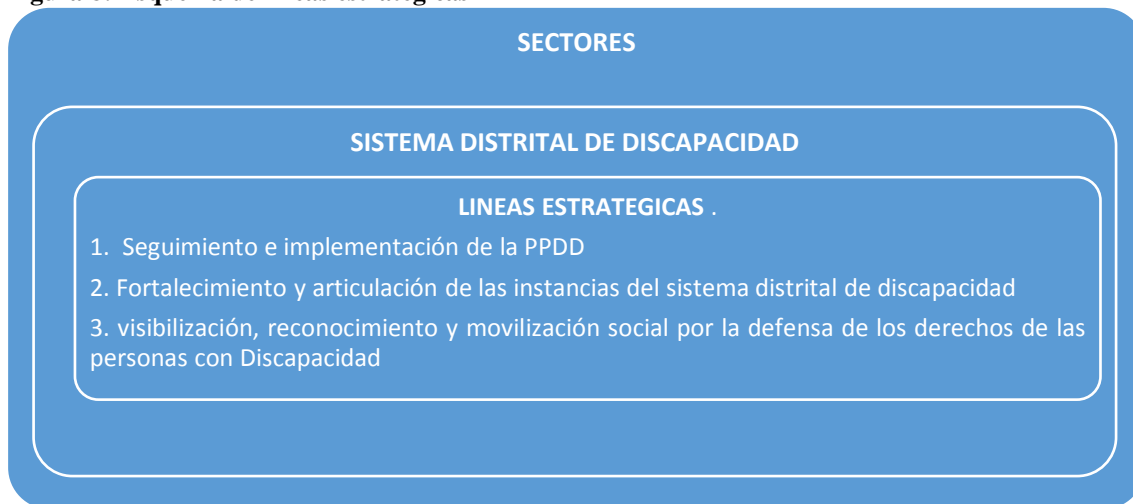 SECTORES
SISTEMA DISTRITAL DE DISCAPACIDAD
LINEAS ESTRATEGICAS .
1. Seguimiento e implementación de la PPDD
2. Fortalecimiento y articulación de las instancias del sistema distrital de discapacidad
3. visibilización, reconocimiento y movilización social por la defensa de los derechos de las
personas con Discapacidad